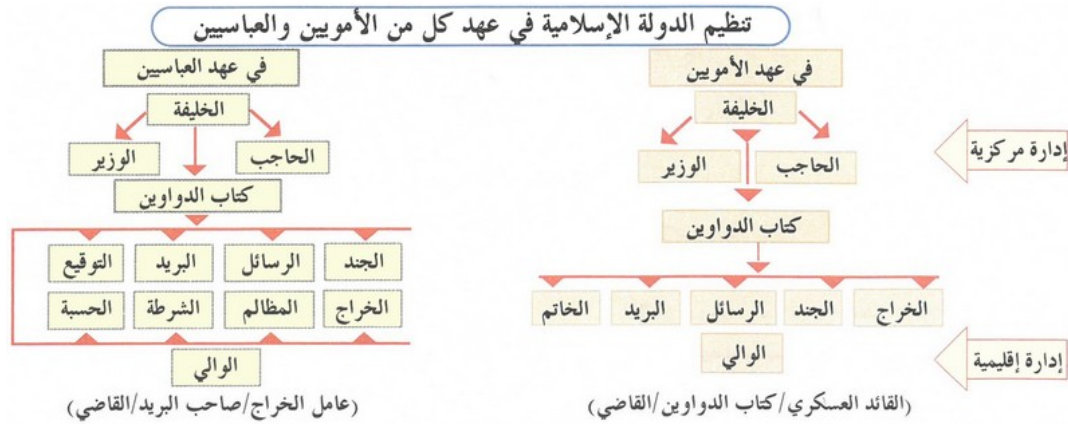 تنظيم الدولة الإسلامية في عهد كل من الأمويين والعباسيين
في عهد الأمويين
الخليفة
الحاجب
الوزير
كتاب الدواوين
الخراج
الجند
الرسائل
البريد
الخاتم
الوالي
(القائد العسكري/كتاب الدواوين/القاضي)
في عهد العباسيين
الخليفة
الحاجب
الوزير
كتاب الدواوين
الجند
الرسائل
البريد
التوقيع
الخراج
المظالم
الشرطة
الحسبة
الوالي
(عامل الخراج/صاحب البريد/القاضي)
إدارة مركزية
إدارة إقليمية